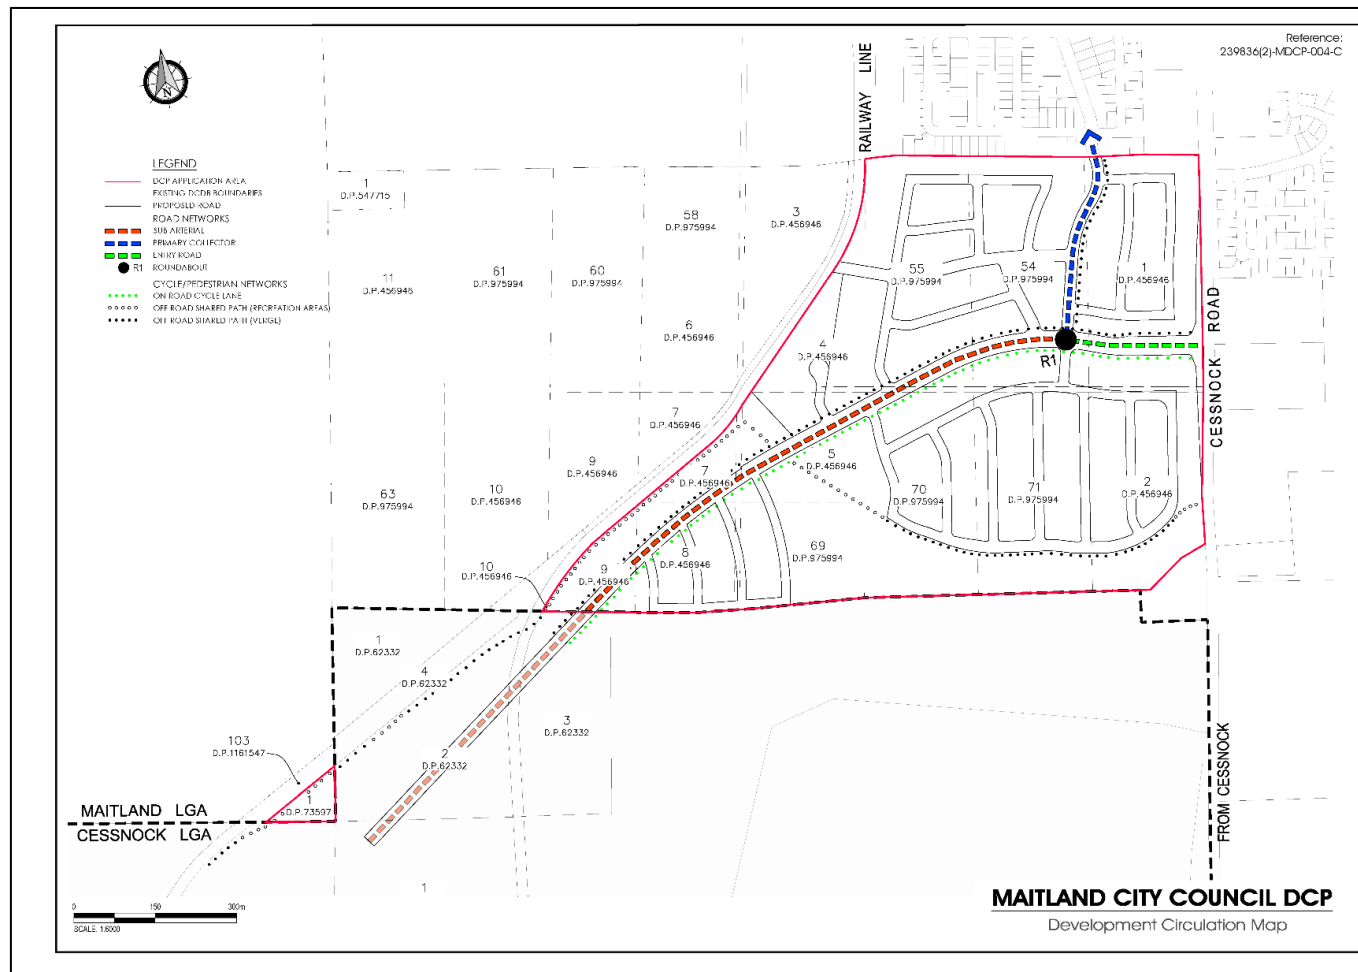 Reference:
239836(2)-MDCP-004-C
RAILWAY LINE
LEGEND
DCP APPLICATION AREA
EXISTING DCDB BOUNDARIES
PROPOSED ROAD
ROAD NETWORKS
SUB ARTERIAL
PRIMARY COLLECTOR
ENTRY ROAD
R1 ROUNDABOUT
CYCLE/PEDESTRIAN NETWORKS
ON ROAD CYCLE LANE
OFF ROAD SHARED PATH (RECREATION AREAS)
OFF ROAD SHARED PATH (VERGE)
N
1
D.P.547715
58
D.P.975994
3
D.P.456946
11
D.P.456946
61
D.P.975994
60
D.P.975994
55
D.P.975994
54
D.P.975994
1
D.P.456946
6
D.P.456946
4
D.P.456946
R1
CESSNOCK ROAD
7
D.P.456946
9
D.P.456946
7
D.P.456946
5
D.P.456946
63
D.P.975994
10
D.P.456946
70
D.P.975994
71
D.P.975994
2
D.P.456946
8
D.P.456946
69
D.P.975994
10
D.P.456946
9
D.P.456946
1
D.P.62332
4
D.P.62332
3
D.P.62332
2
D.P.62332
103
D.P.1161547
1
D.P.73597
MAITLAND LGA
CESSNOCK LGA
FROM CESSNOCK
1
0 150 300m
SCALE: 1:6000
MAITLAND CITY COUNCIL DCP
Development Circulation Map